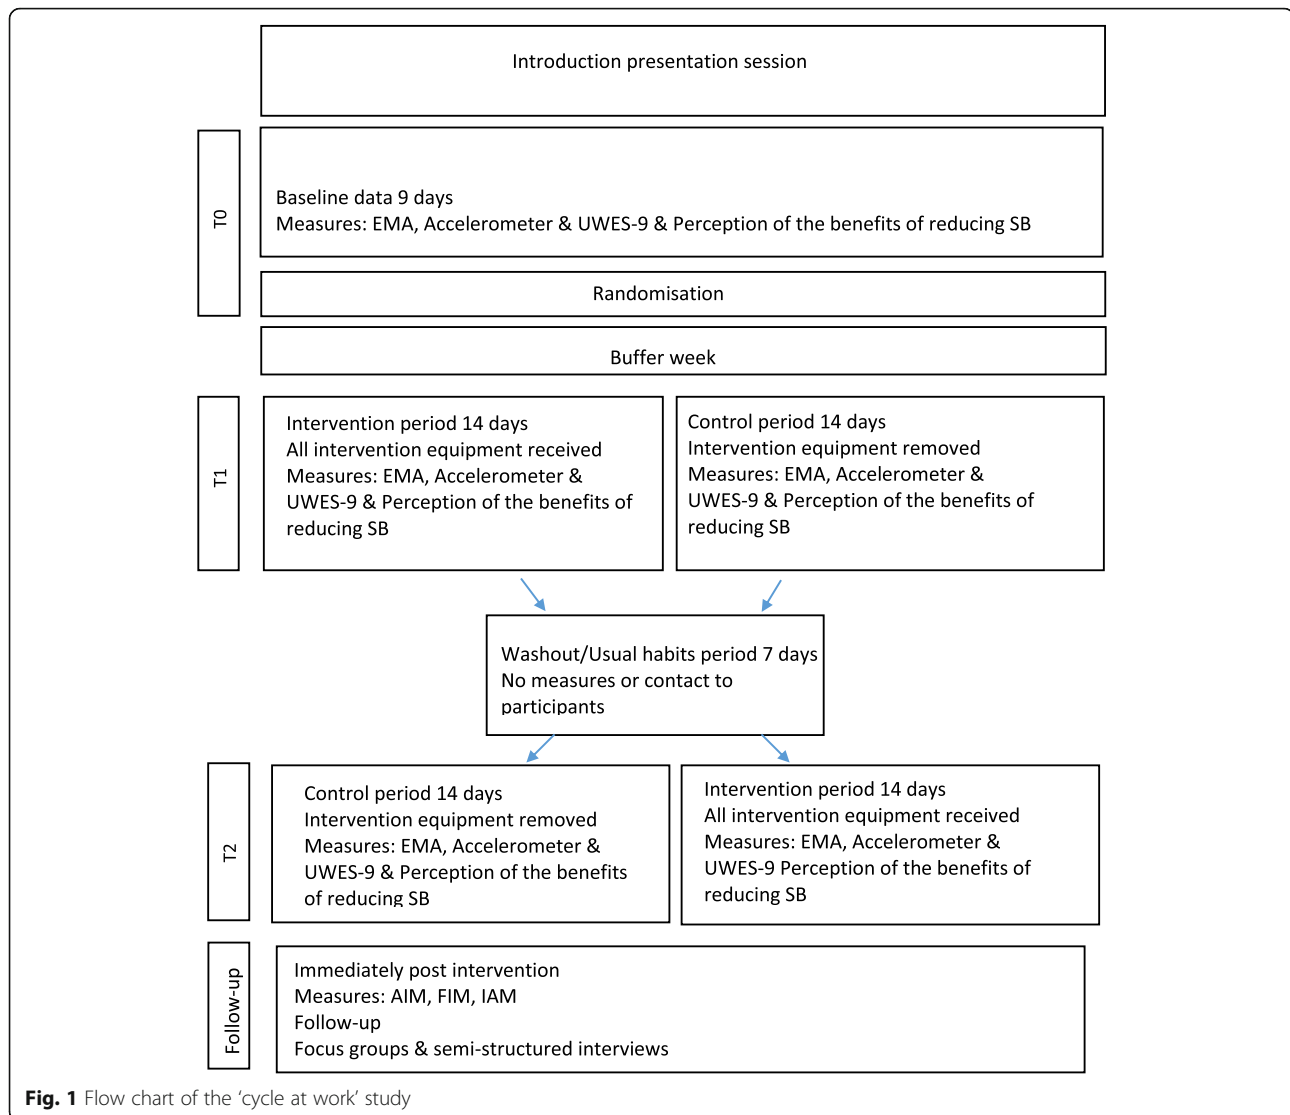 Introduction presentation session
T0
Baseline data 9 days
Measures: EMA, Accelerometer & UWES-9 & Perception of the benefits of reducing SB
Randomisation
Buffer week
T1
Intervention period 14 days
All intervention equipment received
Measures: EMA, Accelerometer &
UWES-9 & Perception of the benefits of
reducing SB
Control period 14 days
Intervention equipment removed
Measures: EMA, Accelerometer &
UWES-9 & Perception of the benefits of
reducing SB
Washout/Usual habits period 7 days
No measures or contact to
participants
T2
Control period 14 days
Intervention equipment removed
Measures: EMA, Accelerometer &
UWES-9 & Perception of the benefits
of reducing SB
Intervention period 14 days
All intervention equipment received
Measures: EMA, Accelerometer &
UWES-9 Perception of the benefits of
reducing SB
Follow-up
Immediately post intervention
Measures: AIM, FIM, IAM
Follow-up
Focus groups & semi-structured interviews
Fig. 1 Flow chart of the ‘cycle at work’ study